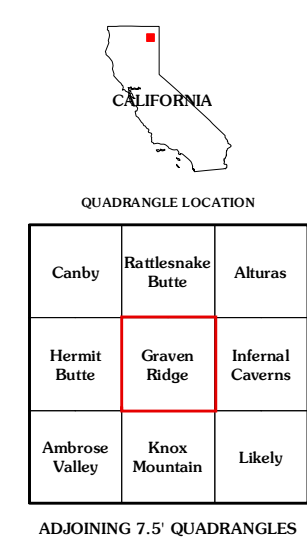 CALIFORNIA
QUADRANGLE LOCATION
Canby
Rattlesnake
Butte
Alturas
Hermit
Butte
Graven
Ridge
Infernal
Caverns
Ambrose
Valley
Knox
Mountain
Likely
ADJOINING 7.5' QUADRANGLES